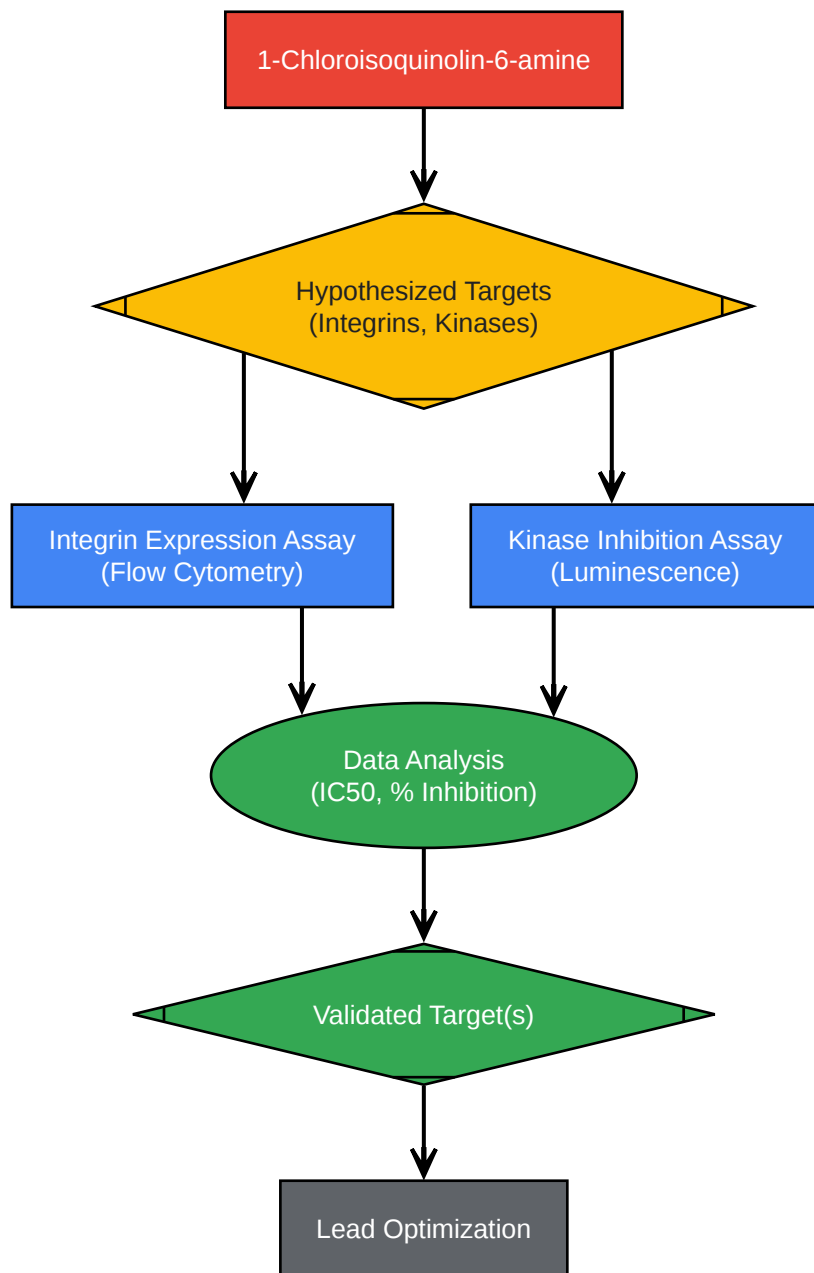 1-Chloroisoquinolin-6-amine
Hypothesized Targets
(Integrins, Kinases)
Integrin Expression Assay
(Flow Cytometry)
Kinase Inhibition Assay
(Luminescence)
Data Analysis
(IC50, % Inhibition)
Validated Target(s)
Lead Optimization